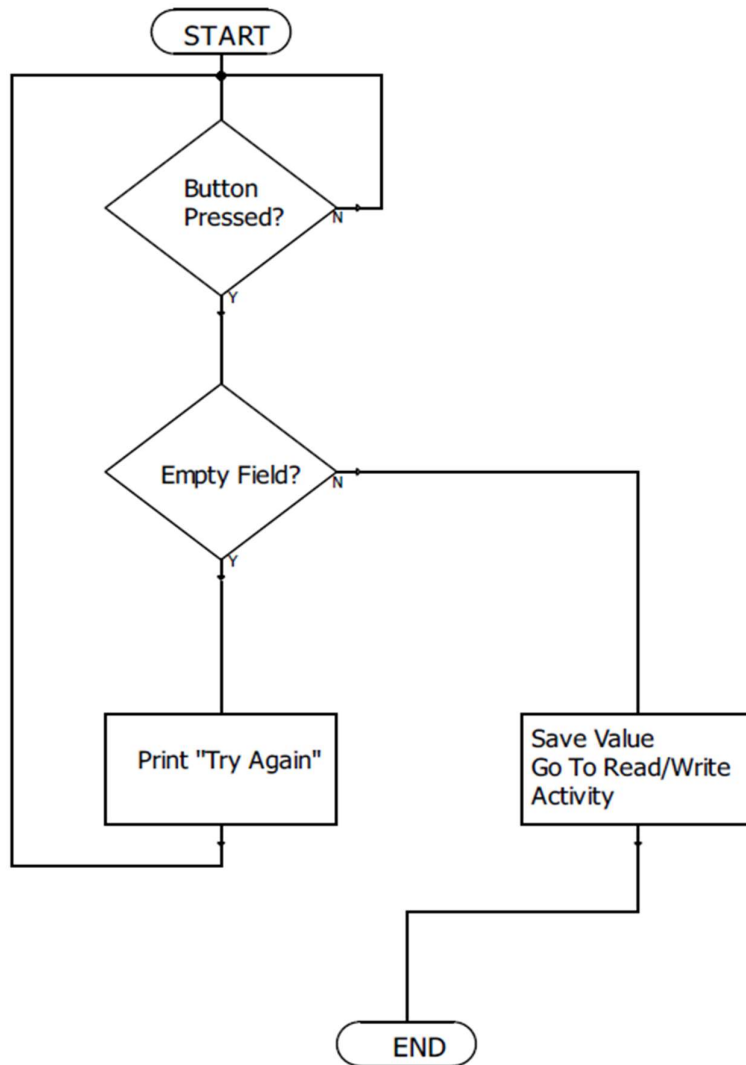 START
Button
Pressed?
N
Y
Empty Field?
N
Y
Print "Try Again"
Save Value
Go To Read/Write
Activity
END